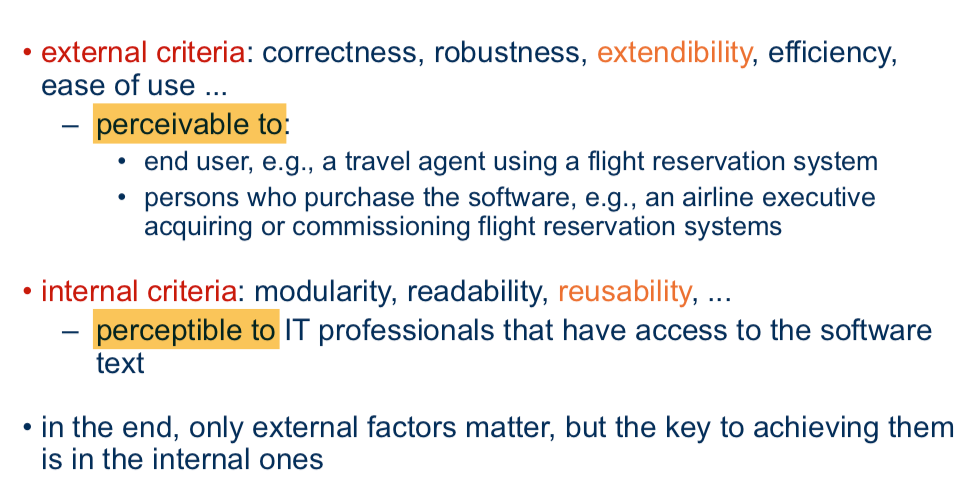 • external criteria: correctness, robustness, extendibility, efficiency,
ease of use ...
– perceivable to:
• end user, e.g., a travel agent using a flight reservation system
• persons who purchase the software, e.g., an airline executive
acquiring or commissioning flight reservation systems
• internal criteria: modularity, readability, reusability, ...
– perceptible to IT professionals that have access to the software
text
• in the end, only external factors matter, but the key to achieving them
is in the internal ones